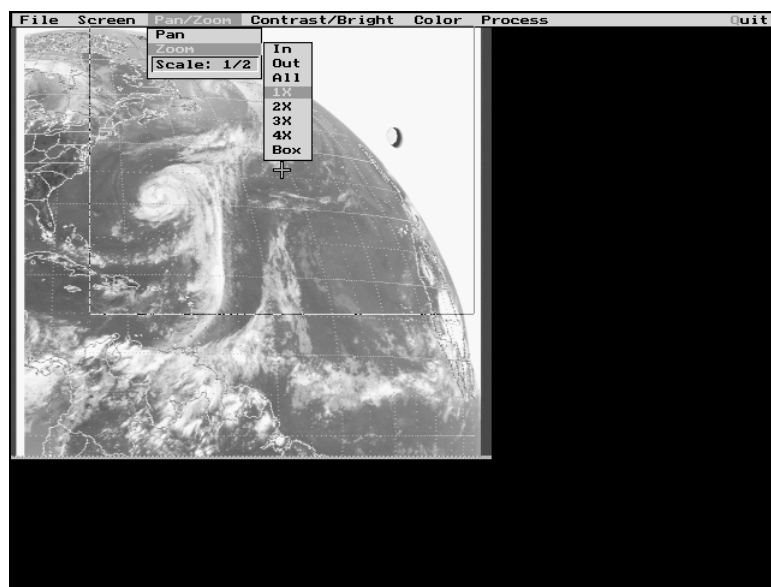 File Screen Pan/Zoom Contrast/Bright Color Process Quit
Pan
Zoom
Scale: 1/2
In
Out
All
1X
2X
3X
4X
Box